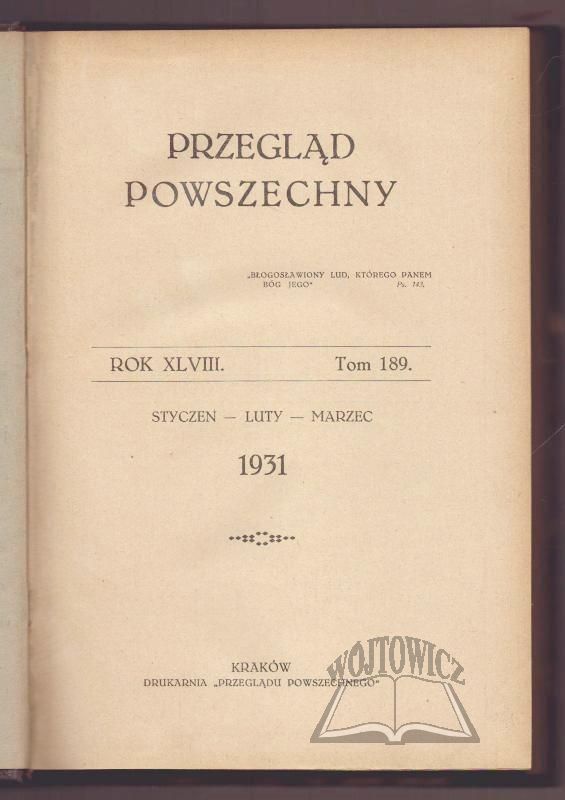 PRZEGLĄD
POWSZECHNY
„BŁOGOSŁAWIONY LUD, KTÓREGO PANEM
BÓG JEGO“ Ps. 143.
ROK XLVIII. Tom 189.
STYCZEŃ — LUTY — MARZEC
1931
KRAKÓW
DRUKARNIA „PRZEGLĄDU POWSZECHNEGO“
WÓJTOWICZ